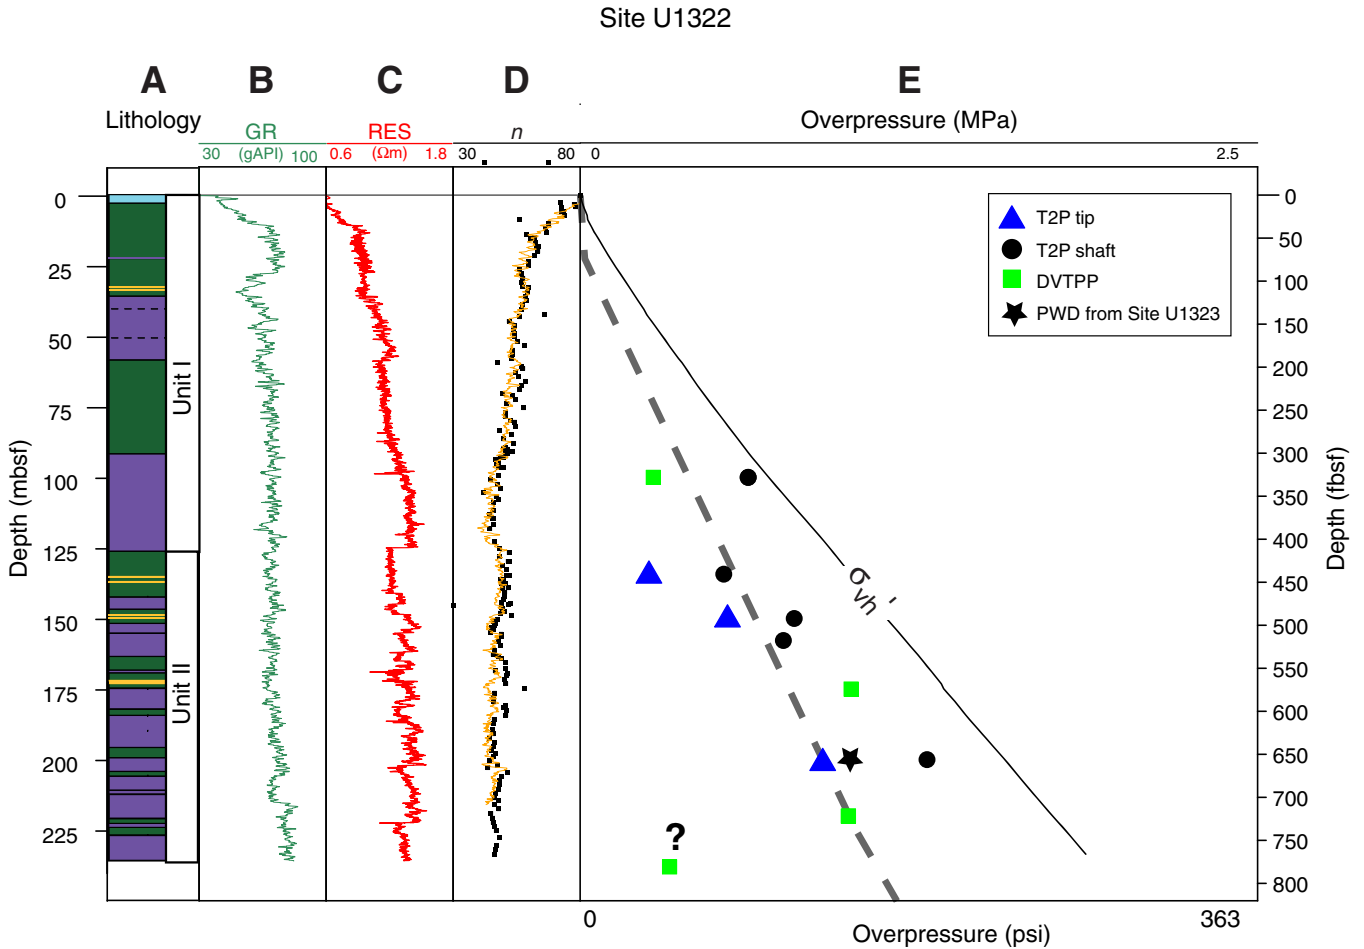 Site U1322
A B C D E
Lithology
GR
RES
n
Overpressure (MPa)
30 (gAPI) 100
0.6 (Ωm) 1.8
30 80
0 2.5
T2P tip
T2P shaft
DVTPP
PWD from Site U1323
Depth (mbsf)
0
25
50
75
100
125
150
175
200
225
Unit I
Unit II
σvh'
?
0
50
100
150
200
250
300
350
400
450
500
550
600
650
700
750
800
Depth (fbsf)
0 363
Overpressure (psi)